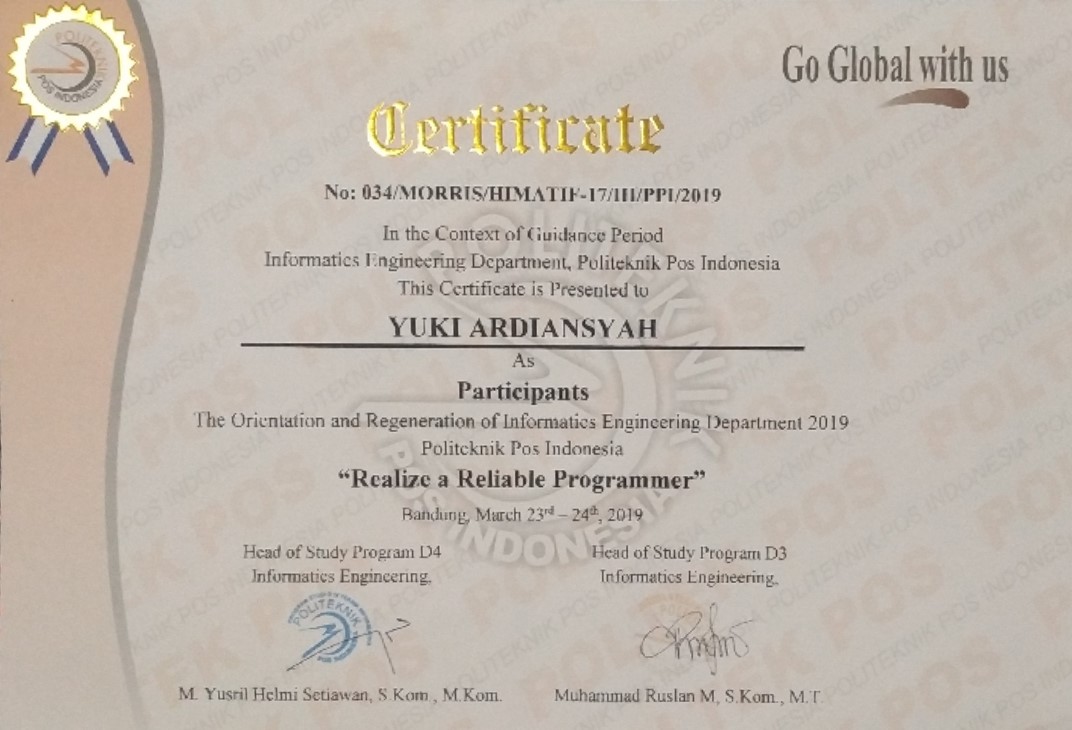 POLITEKNIK
POS INDONESIA
Go Global with us
Certificate
No: 034/MORRIS/HIMATIF-17/III/PPI/2019
In the Context of Guidance Period
Informatics Engineering Department, Politeknik Pos Indonesia
This Certificate is Presented to
YUKI ARDIANSYAH
As
Participants
The Orientation and Regeneration of Informatics Engineering Department 2019
Politeknik Pos Indonesia
“Realize a Reliable Programmer”
Bandung, March 23rd – 24th, 2019
Head of Study Program D4 Head of Study Program D3
Informatics Engineering, Informatics Engineering,
POLITEKNIK
M. Yusril Helmi Setiawan, S.Kom., M.Kom. Muhammad Ruslan M, S.Kom., M.T